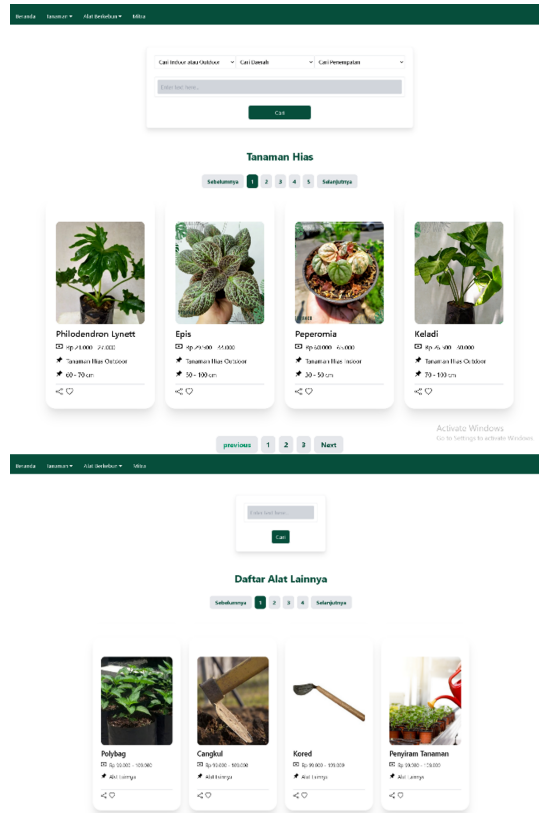 Beranda Tanaman Alat Berkebun Mitra
Cari Indoor atau Outdoor Cari Daerah Cari Penempatan
Enter text here...
Cari
Tanaman Hias
Sebelumnya 1 2 3 4 5 Selanjutnya
Philodendron Lynett Epis Peperomia Keladi
Rp
Tanaman Hias Outdoor Tanaman Hias Outdoor Tanaman Hias Indoor Tanaman Hias Outdoor
60 - 70 cm 50 - 100 cm 30 - 50 cm 70 - 100 cm
Activate Windows
Go to Settings to activate Windows.
previous 1 2 3 Next
Beranda Tanaman Alat Berkebun Mitra
Enter text here...
Cari
Daftar Alat Lainnya
Sebelumnya 1 2 3 4 Selanjutnya
Polybag Cangkul Kored Penyiram Tanaman
Alat Lainnya Alat Lainnya Alat Lainnya Alat Lainnya